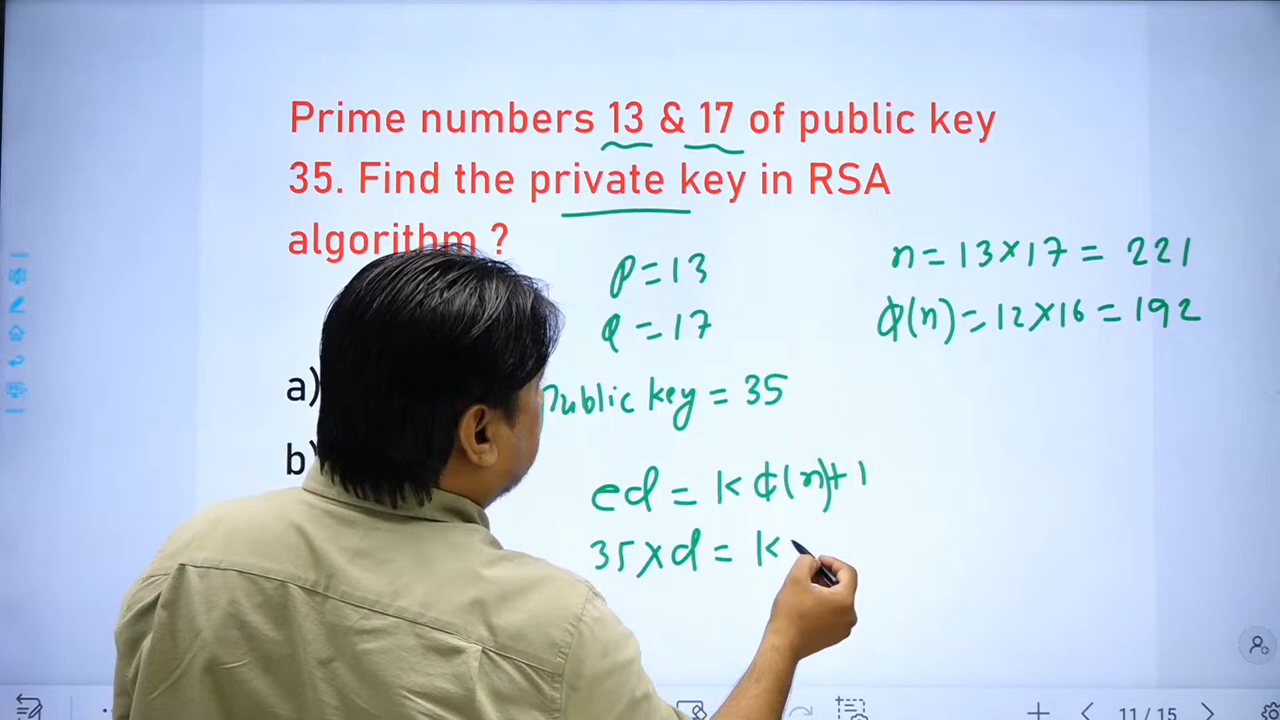 Prime numbers 13 & 17 of public key
35. Find the private key in RSA
algorithm ?
P = 13
Q = 17
n = 13 × 17 = 221
φ(n) = 12 × 16 = 192
a)
Public key = 35
b)
ed = k φ(n) + 1
35 × d = k
11 / 15